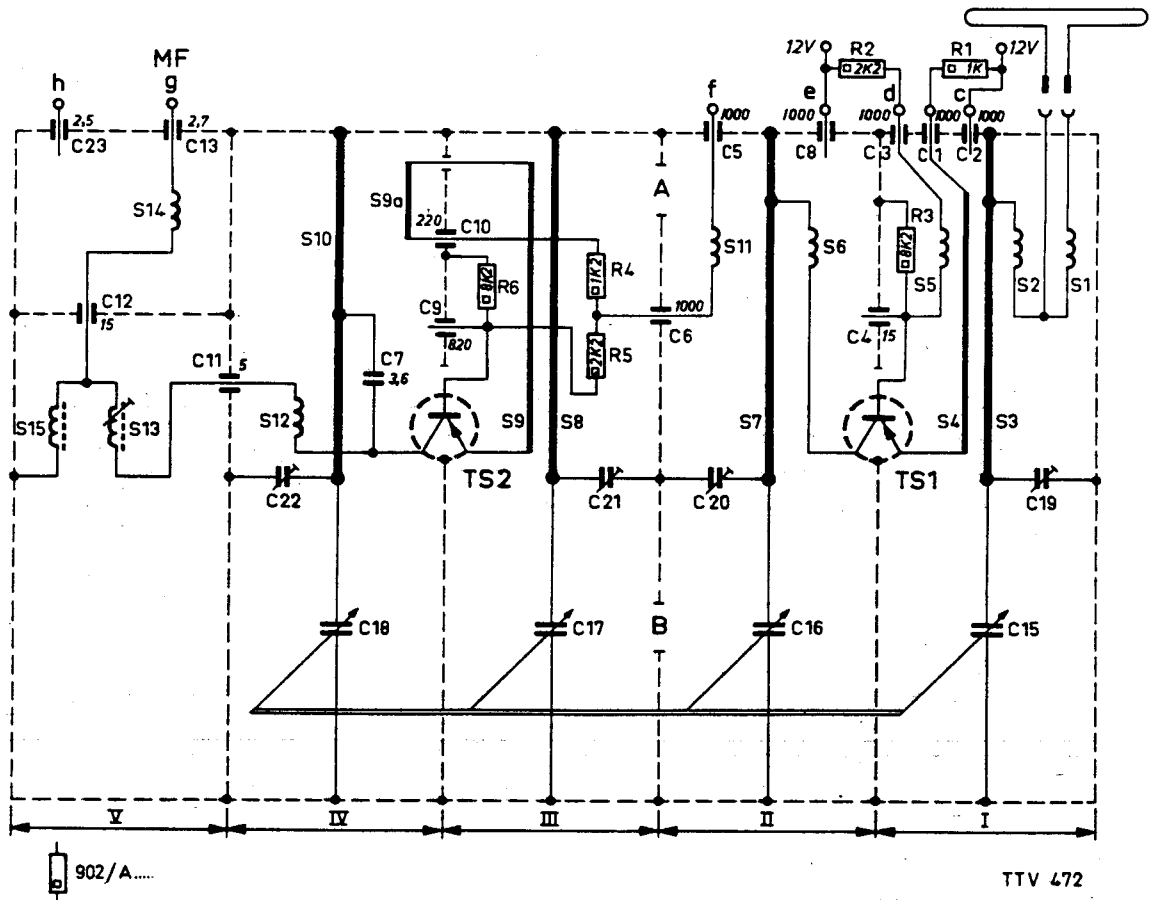 MF
h
g
2,5
C23
2,7
C13
S14
C12
15
C11
5
S15
S13
S12
C22
S10
C7
3,6
S9a
220
C10
8K2
R6
C9
820
TS2
S9
S8
R4
1K2
R5
2K2
C21
A
1000
C6
f
1000
C5
S11
S7
C20
12V
e
1000
C8
R2
2K2
d
1000
C3
R1
1K
12V
c
1000
C1
1000
C2
S6
R3
8K2
S5
C4
15
TS1
S4
S3
S2
S1
C19
C18
C17
B
C16
C15
V
IV
III
II
I
902/A.....
TTV 472